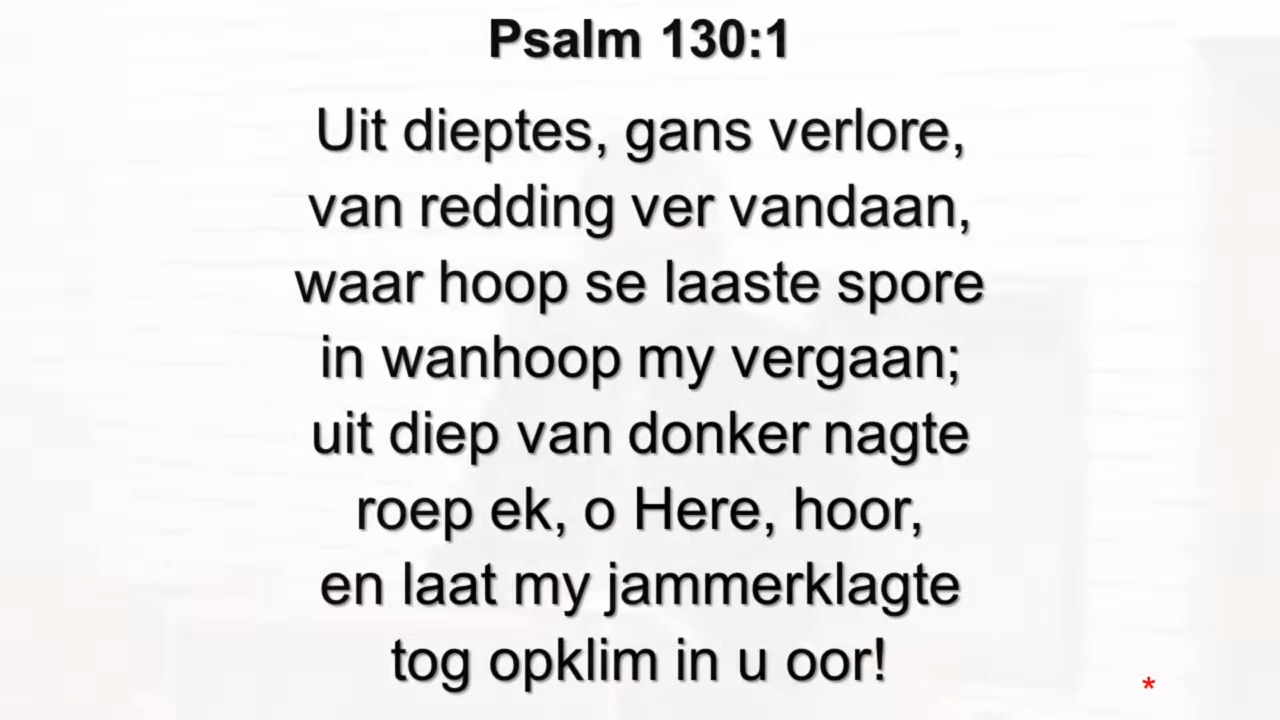 Psalm 130:1
Uit dieptes, gans verlore,
van redding ver vandaan,
waar hoop se laaste spore
in wanhoop my vergaan;
uit diep van donker nagte
roep ek, o Here, hoor,
en laat my jammerklagte
tog opklim in u oor!
*